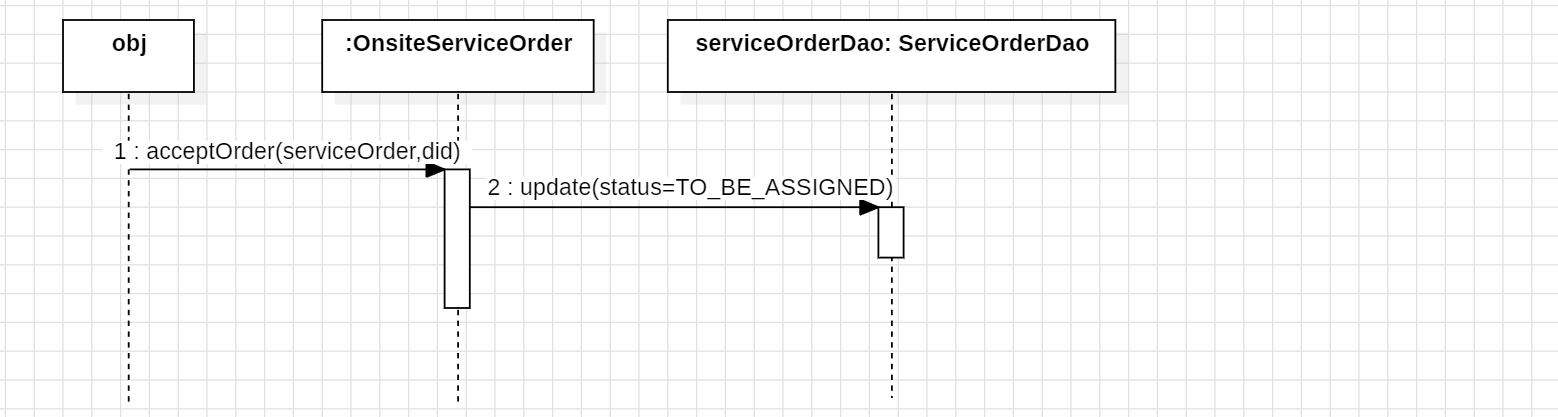 obj
:OnsiteServiceOrder
serviceOrderDao: ServiceOrderDao
1 : acceptOrder(serviceOrder,did)
2 : update(status=TO_BE_ASSIGNED)